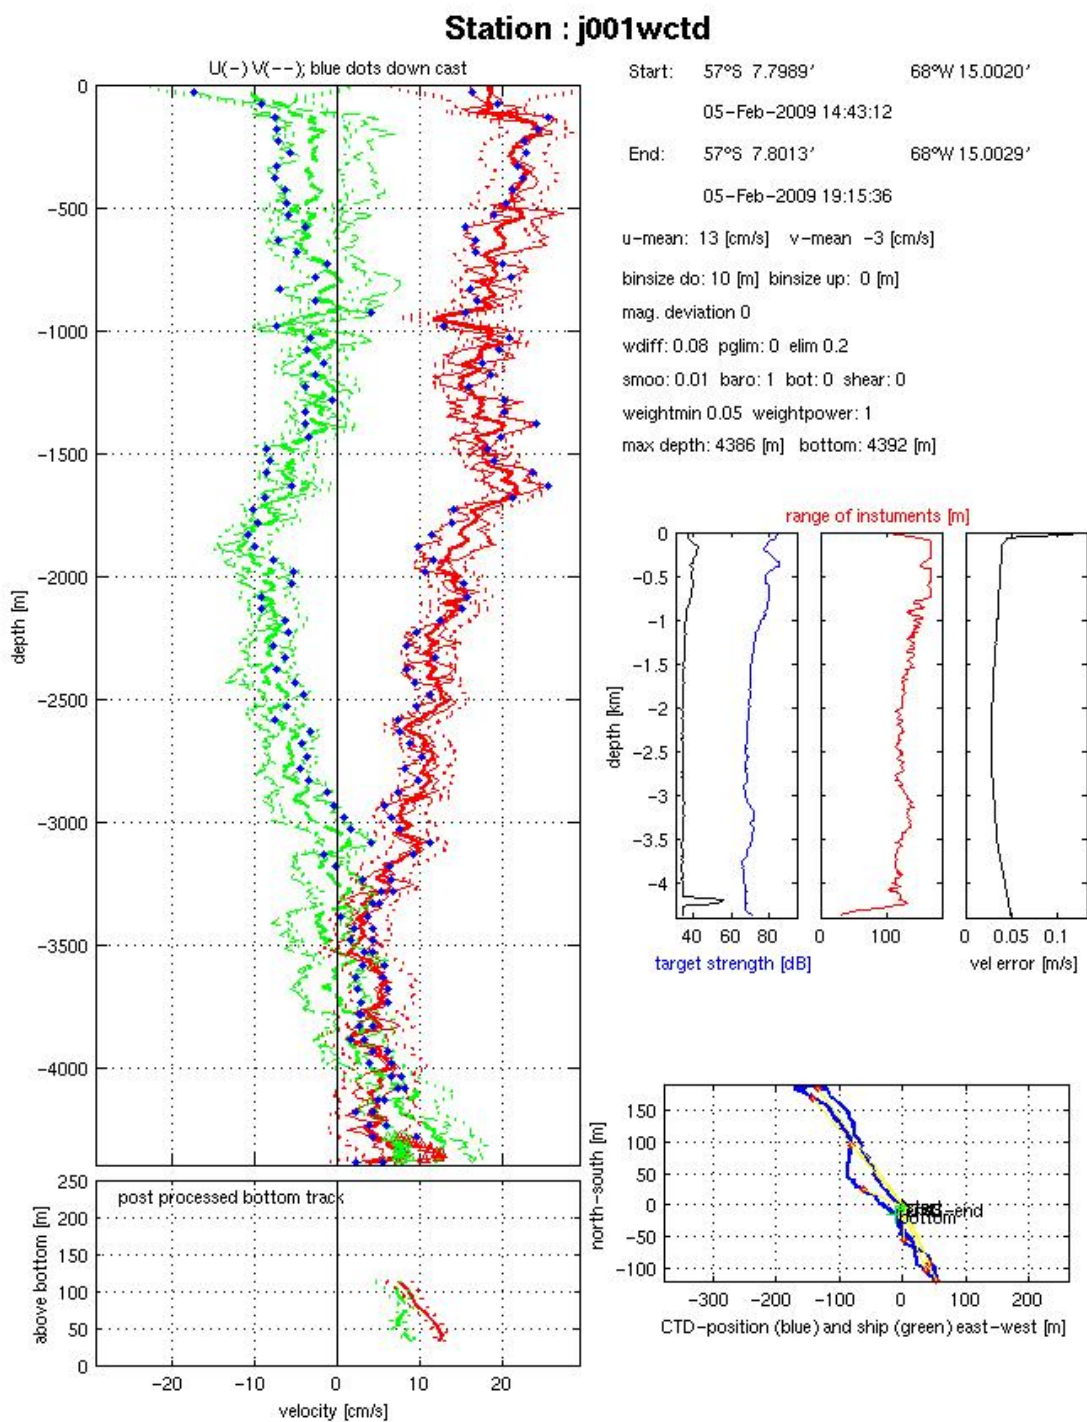 Station : j001wctd
U(-) V(--); blue dots down cast
Start: 57°S 7.7989' 68°W 15.0020'
05-Feb-2009 14:43:12
End: 57°S 7.8013' 68°W 15.0029'
05-Feb-2009 19:15:36
u-mean: 13 [cm/s] v-mean -3 [cm/s]
binsize do: 10 [m] binsize up: 0 [m]
mag. deviation 0
wdiff: 0.08 pglim: 0 elim 0.2
smoo: 0.01 baro: 1 bot: 0 shear: 0
weightmin 0.05 weightpower: 1
max depth: 4386 [m] bottom: 4392 [m]
0
-500
-1000
-1500
-2000
-2500
-3000
-3500
-4000
depth [m]
range of instuments [m]
0
-0.5
-1
-1.5
-2
-2.5
-3
-3.5
-4
depth [km]
40 60 80
0 100
0 0.05 0.1
target strength [dB]
vel error [m/s]
post processed bottom track
250
200
150
100
50
0
above bottom [m]
-20 -10 0 10 20
velocity [cm/s]
150
100
50
0
-50
-100
north-south [m]
-end
bottom
-300 -200 -100 0 100 200
CTD-position (blue) and ship (green) east-west [m]